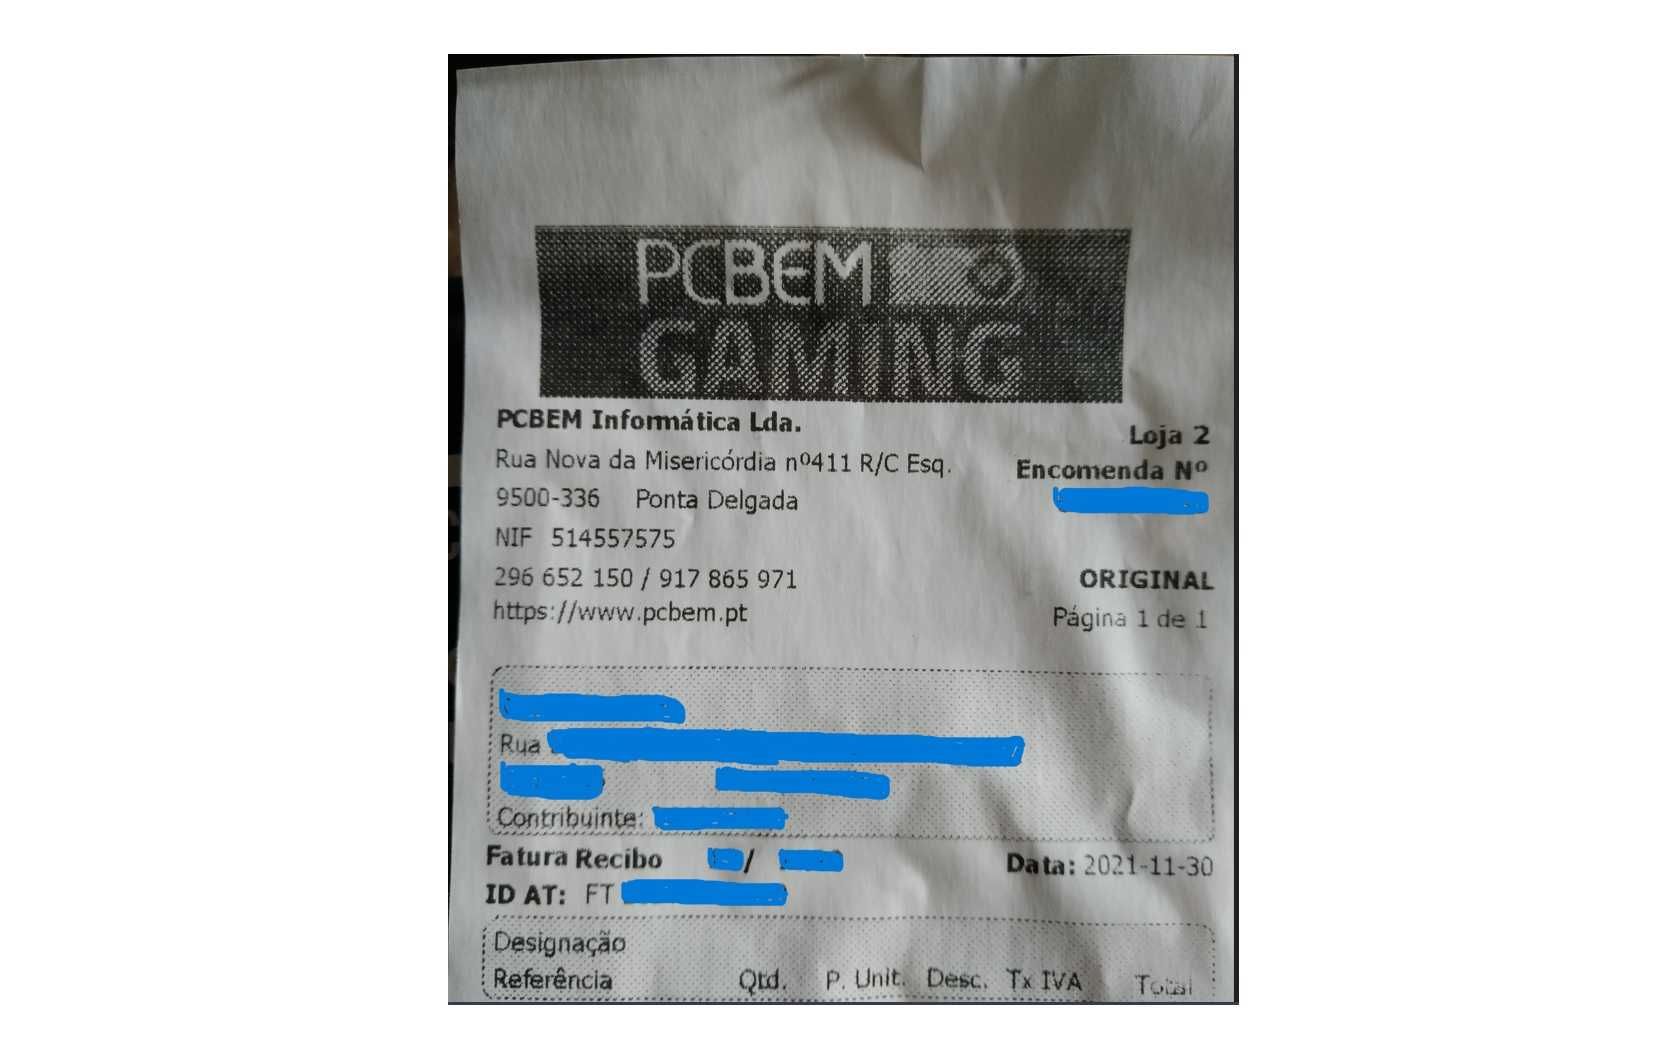 PCBEM
GAMING
PCBEM Informática Lda.
Loja 2
Rua Nova da Misericórdia nº411 R/C Esq.
Encomenda Nº
9500-336 Ponta Delgada
NIF 514557575
296 652 150 / 917 865 971
ORIGINAL
https://www.pcbem.pt
Página 1 de 1
Rua
Contribuinte:
Fatura Recibo /
Data: 2021-11-30
ID AT: FT
Designação
Referência Qtd. P. Unit. Desc. Tx IVA Total